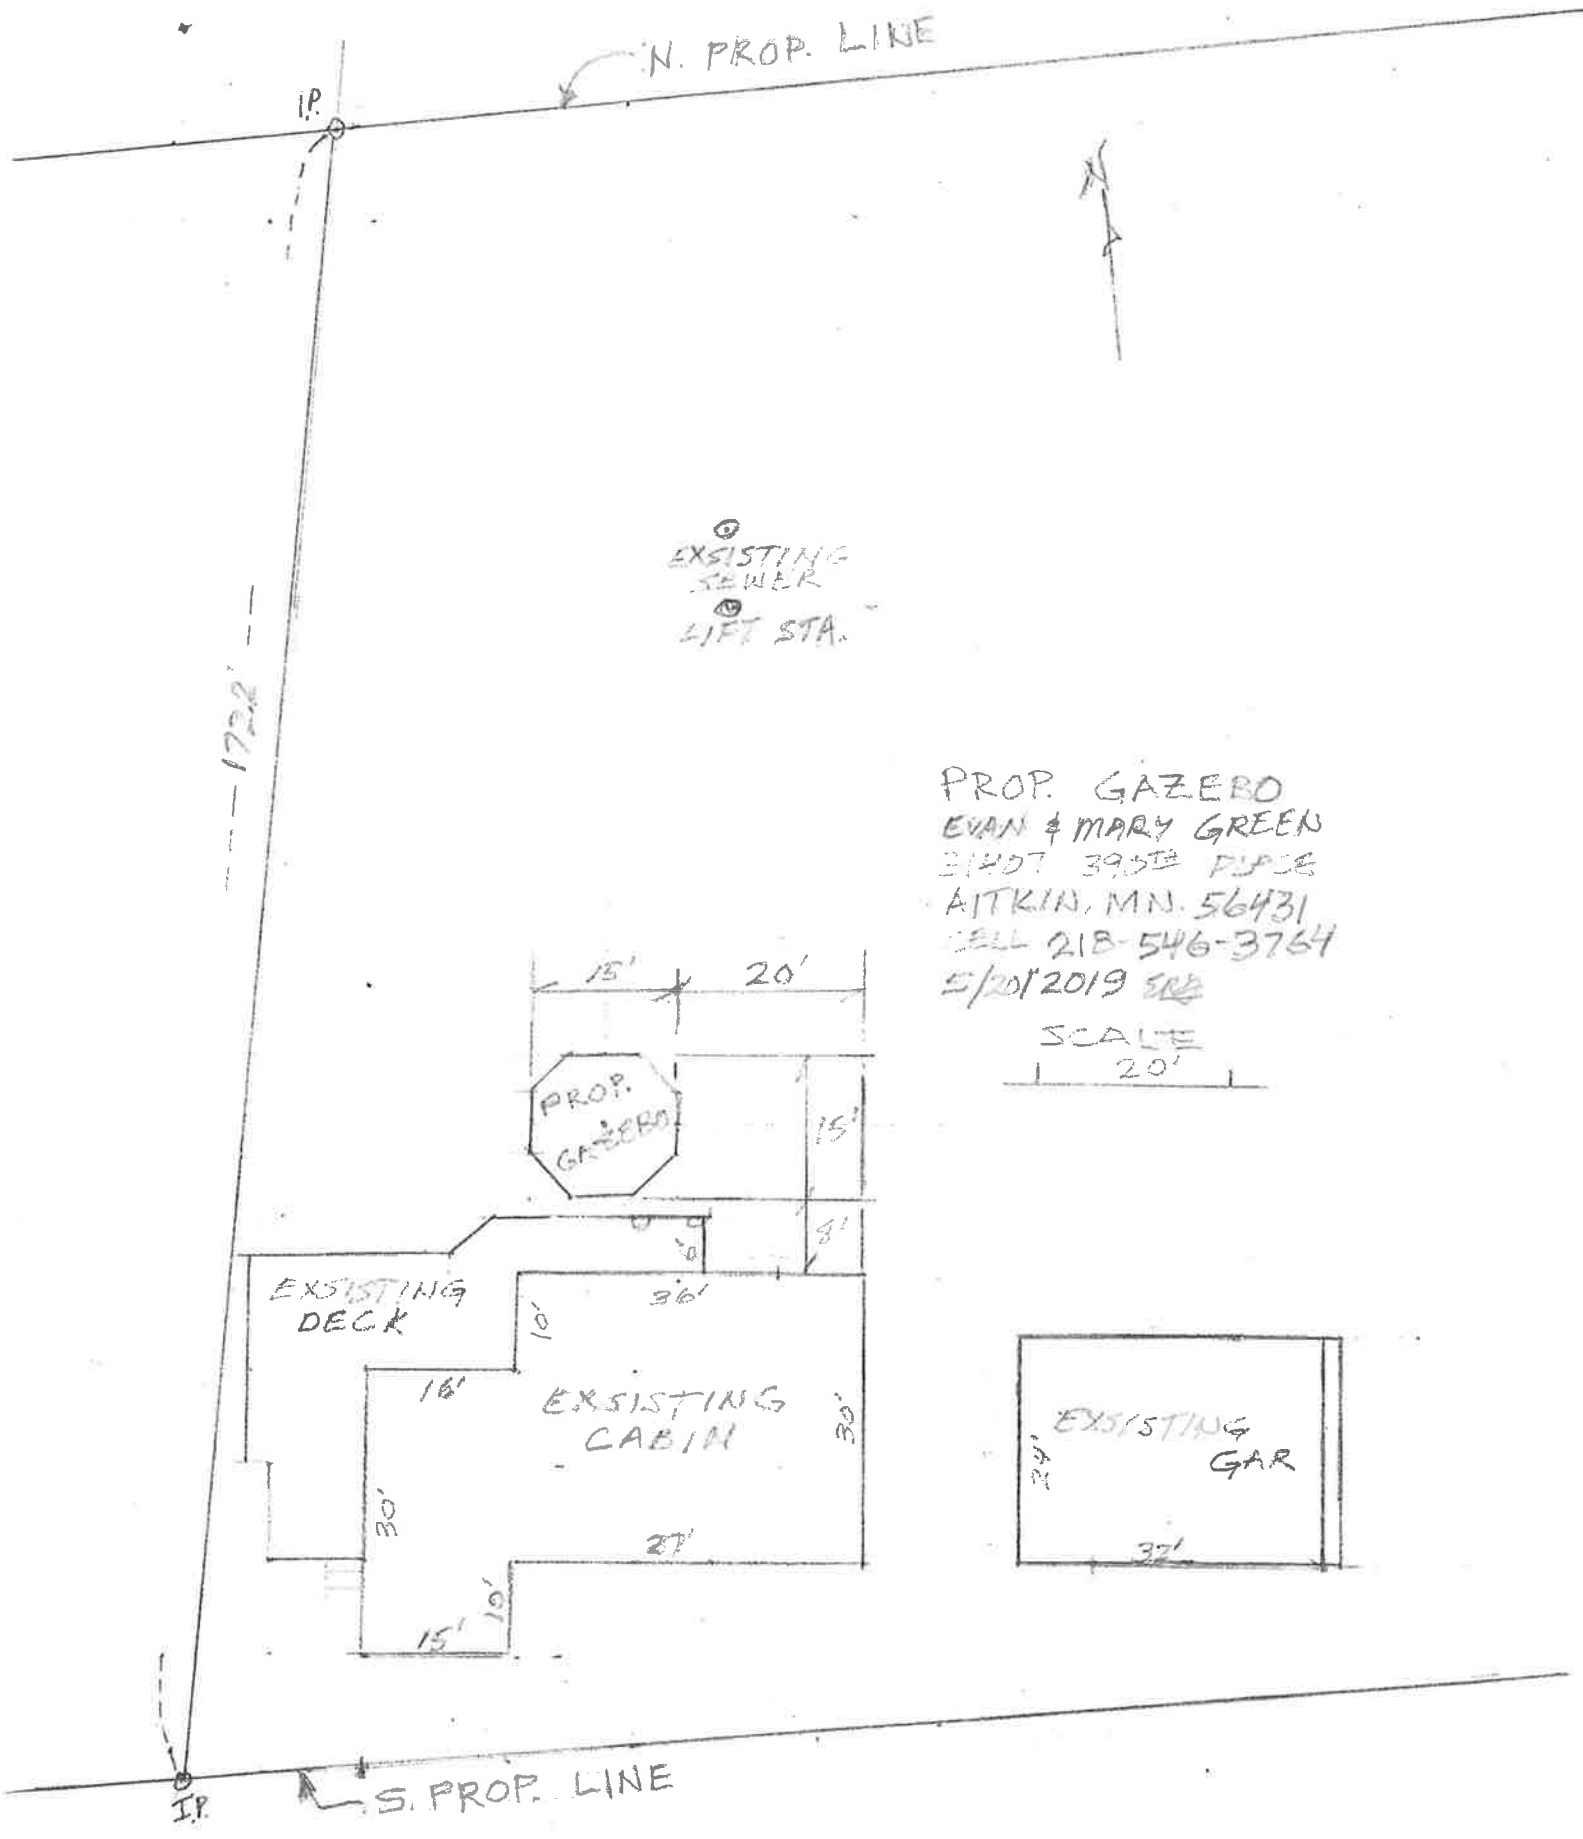 N. PROP. LINE
I.P.
N
EXSISTING
SEWER
LIFT STA.
172.2'
PROP. GAZEBO
EVAN & MARY GREEN
390TH
AITKIN, MN. 56431
CELL 218-546-3764
5/20/2019
SCALE
20'
15'
20'
PROP.
GAZEBO
15'
8'
6'
EXSISTING
DECK
36'
10'
16'
EXSISTING
CABIN
30'
30'
27'
10'
15'
EXSISTING
GAR
24'
32'
I.P.
S. PROP. LINE